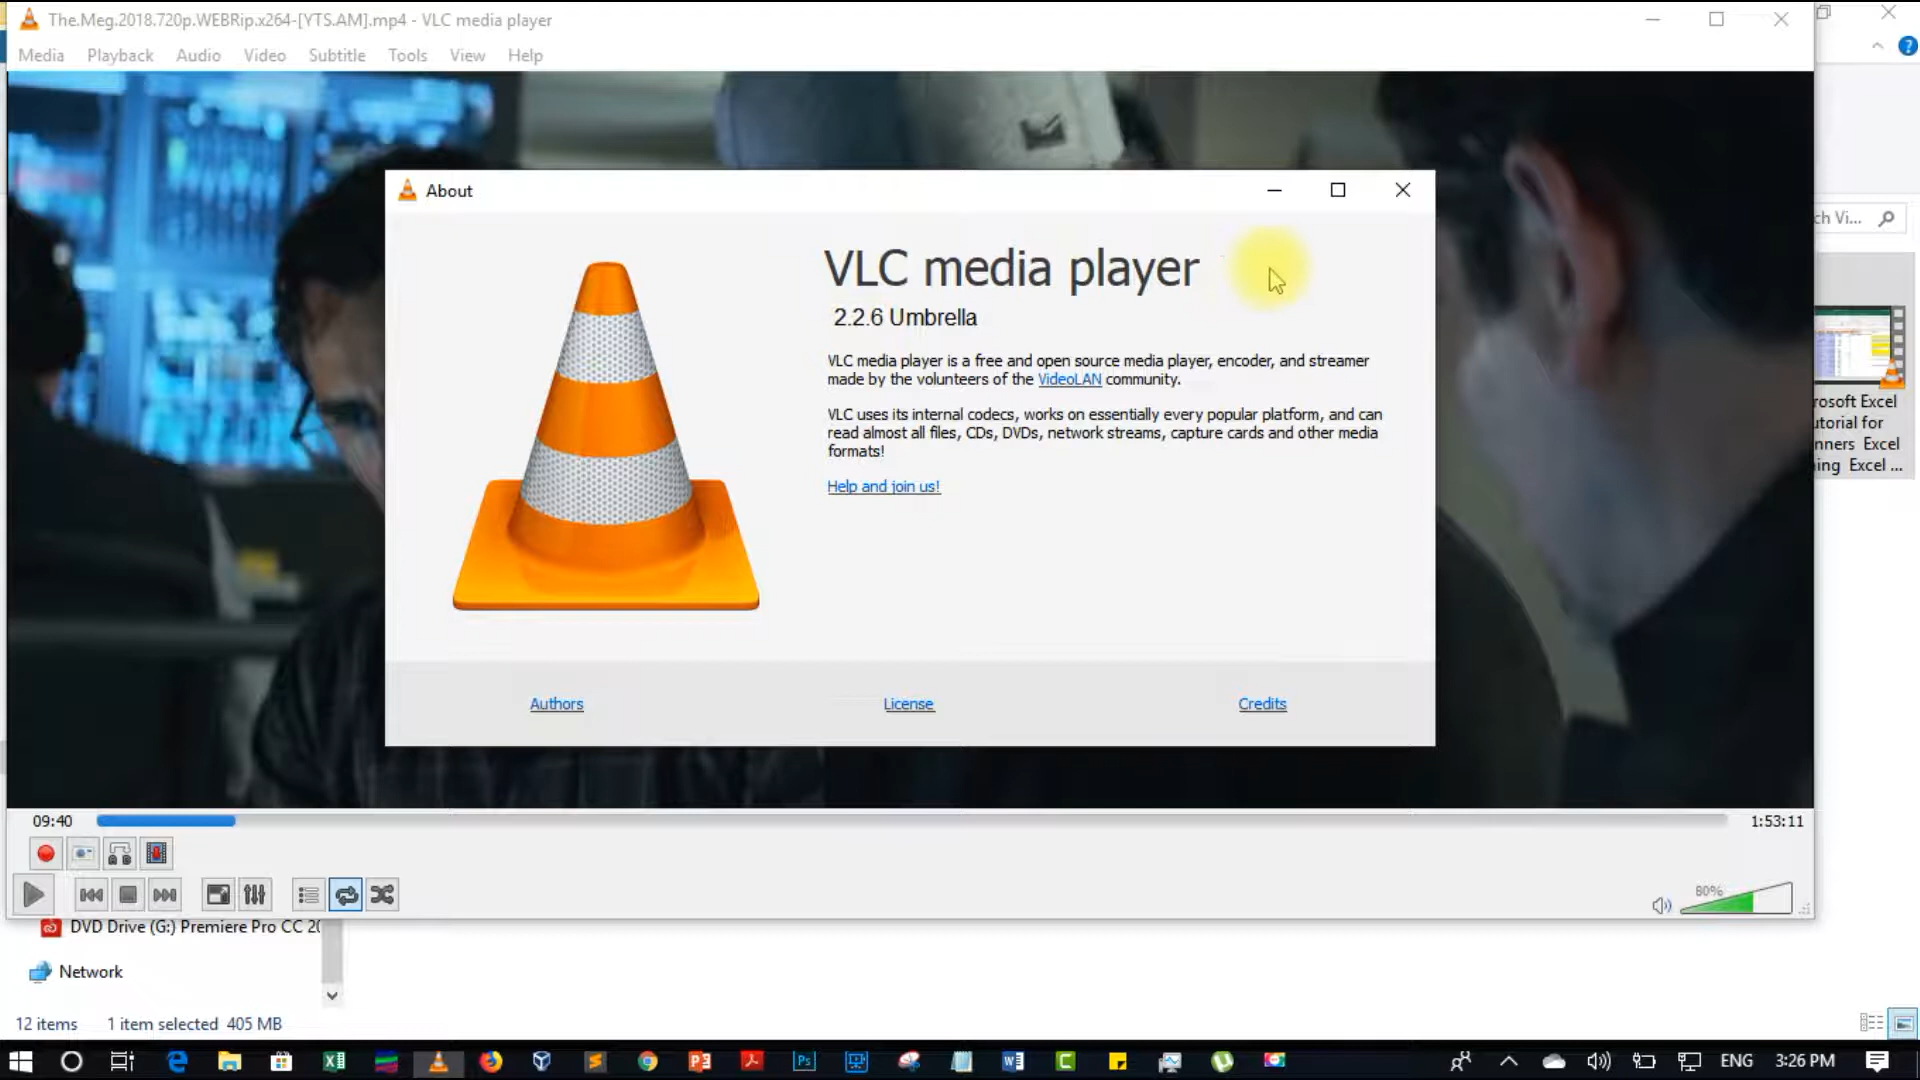 The.Meg.2018.720p.WEBRip.x264-[YTS.AM].mp4 - VLC media player
Media Playback Audio Video Subtitle Tools View Help
ch Vi...
About
VLC media player
2.2.6 Umbrella
VLC media player is a free and open source media player, encoder, and streamer
made by the volunteers of the VideoLAN community.
VLC uses its internal codecs, works on essentially every popular platform, and can
read almost all files, CDs, DVDs, network streams, capture cards and other media
formats!
Help and join us!
Authors License Credits
rosoft Excel
utorial for
nners Excel
ing Excel ...
09:40 1:53:11
80%
DVD Drive (G:) Premiere Pro CC 20
Network
12 items 1 item selected 405 MB
ENG 3:26 PM